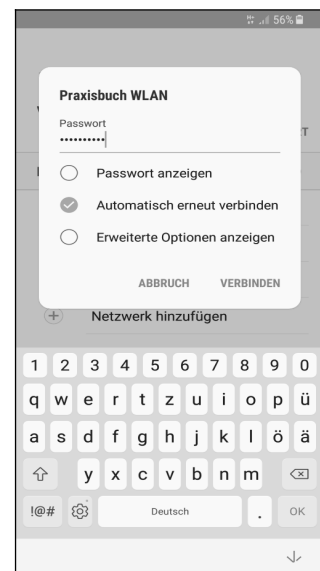 56%
Praxisbuch WLAN
Passwort
••••••••••
Passwort anzeigen
Automatisch erneut verbinden
Erweiterte Optionen anzeigen
ABBRUCH VERBINDEN
Netzwerk hinzufügen
1 2 3 4 5 6 7 8 9 0
q w e r t z u i o p ü
a s d f g h j k l ö ä
y x c v b n m
!@# Deutsch . OK